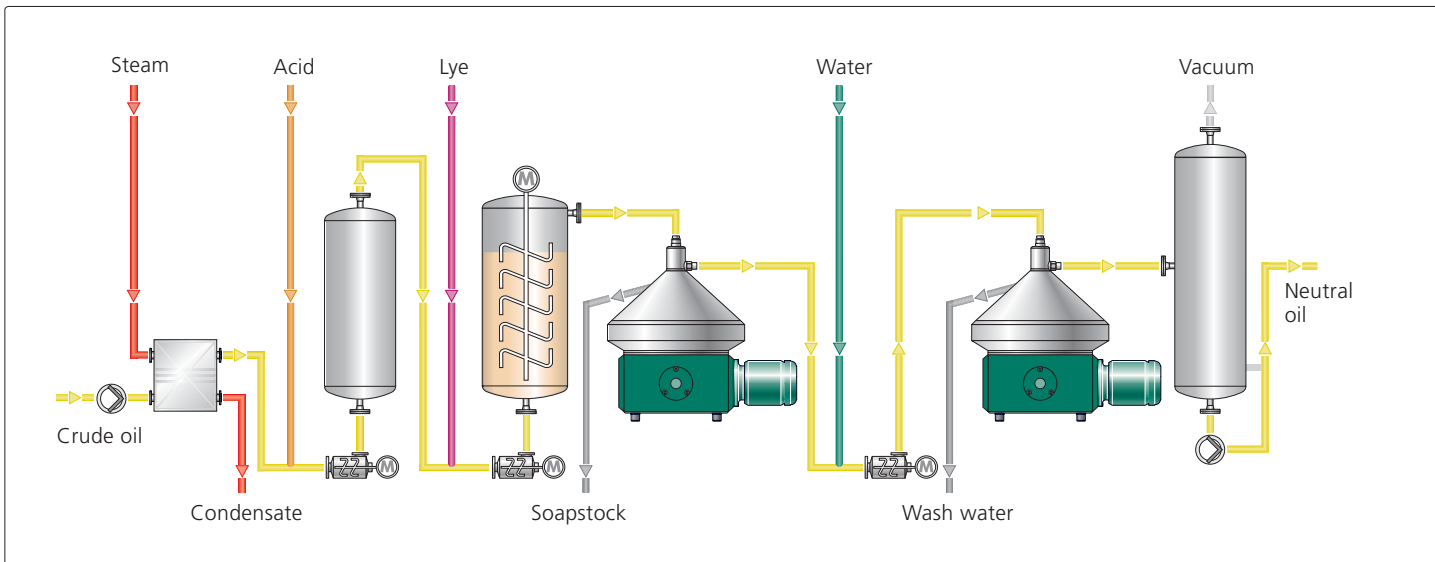 Steam
Acid
Lye
Water
Vacuum
M
Neutral
oil
Crude oil
M
M
M
Condensate
Soapstock
Wash water